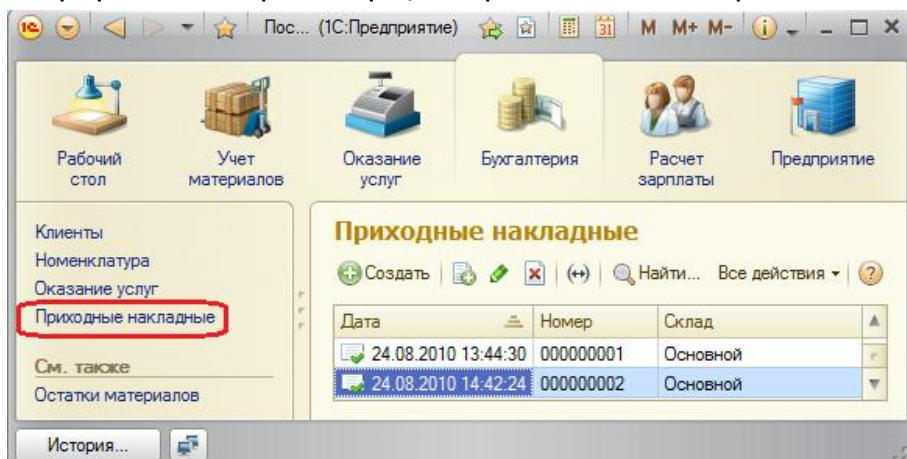 Пос... (1С:Предприятие) M M+ M-
Рабочий стол
Учет материалов
Оказание услуг
Бухгалтерия
Расчет зарплаты
Предприятие
Клиенты
Номенклатура
Оказание услуг
Приходные накладные
См. также
Остатки материалов
Приходные накладные
Создать Найти... Все действия
Дата Номер Склад
24.08.2010 13:44:30 000000001 Основной
24.08.2010 14:42:24 000000002 Основной
История...